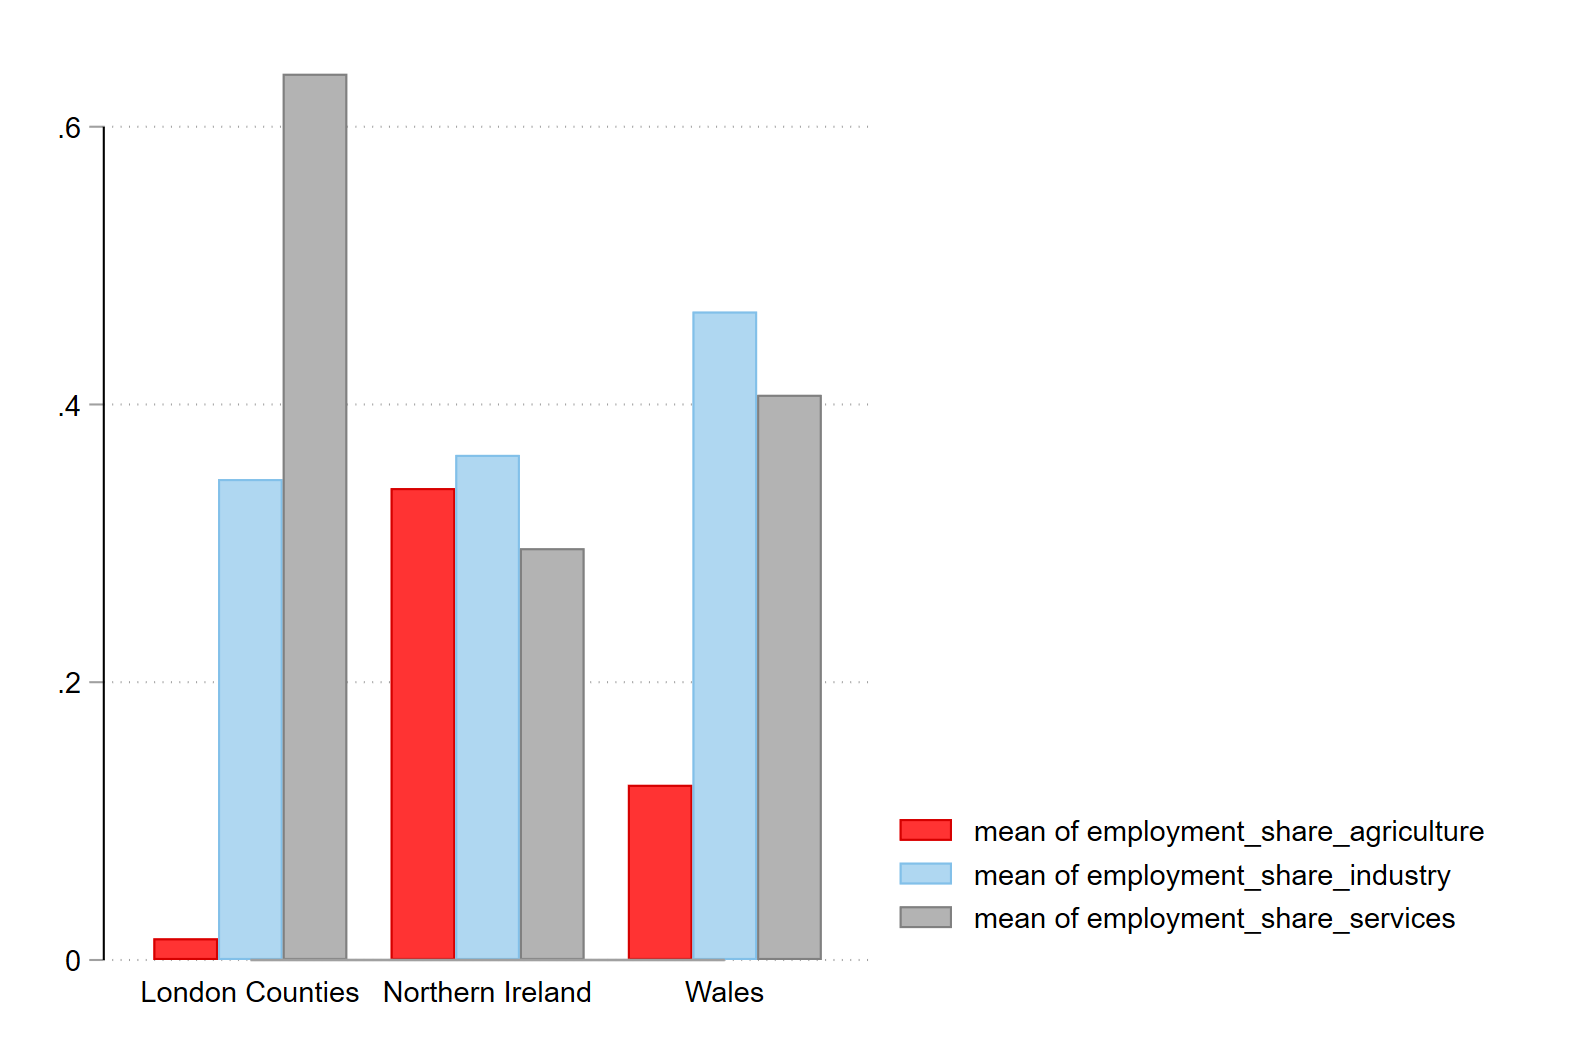 .6
.4
.2
0
London Counties Northern Ireland Wales
mean of employment_share_agriculture
mean of employment_share_industry
mean of employment_share_services